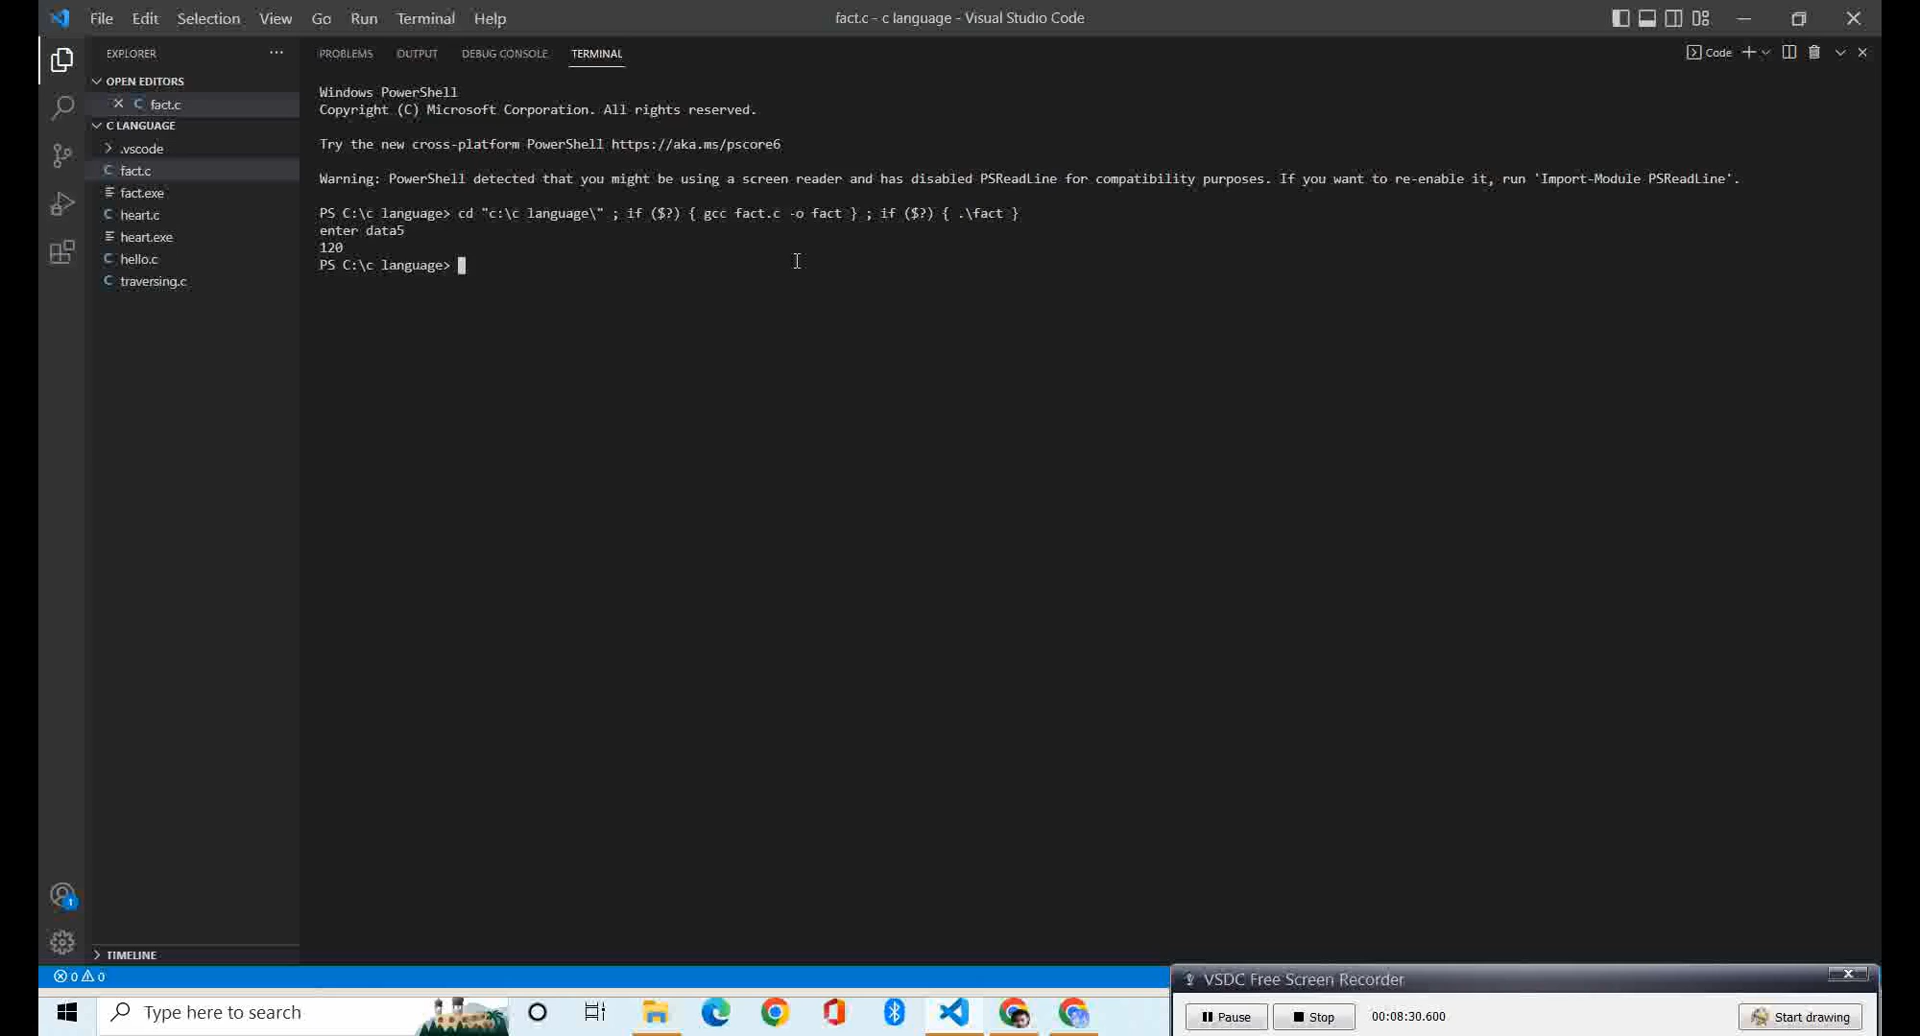 File Edit Selection View Go Run Terminal Help
fact.c - c language - Visual Studio Code
EXPLORER
OPEN EDITORS
fact.c
C LANGUAGE
.vscode
fact.c
fact.exe
heart.c
heart.exe
hello.c
traversing.c
TIMELINE
PROBLEMS OUTPUT DEBUG CONSOLE TERMINAL
Code
Windows PowerShell
Copyright (C) Microsoft Corporation. All rights reserved.
Try the new cross-platform PowerShell https://aka.ms/pscore6
Warning: PowerShell detected that you might be using a screen reader and has disabled PSReadLine for compatibility purposes. If you want to re-enable it, run 'Import-Module PSReadLine'.
PS C:\c language> cd "c:\c language\" ; if ($?) { gcc fact.c -o fact } ; if ($?) { .\fact }
enter data5
120
PS C:\c language>
1
0 0
VSDC Free Screen Recorder
Type here to search
Pause Stop 00:08:30.600 Start drawing